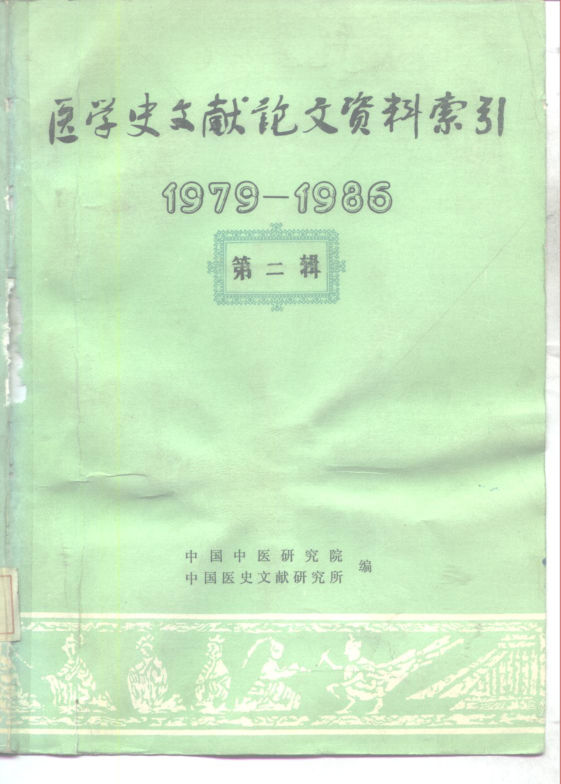 医学史文献论文资料索引
1979—1986
第二辑
中国中医研究院
中国医史文献研究所 编